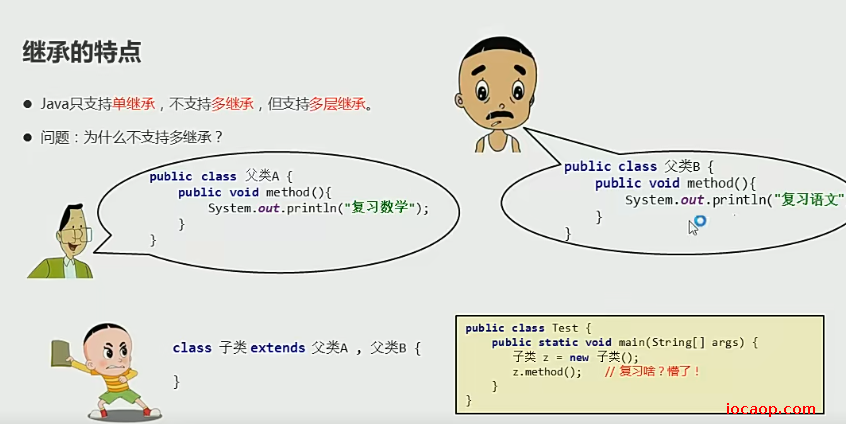 继承的特点
● Java只支持单继承，不支持多继承，但支持多层继承。
● 问题：为什么不支持多继承？
public class 父类A {
public void method(){
System.out.println("复习数学");
}
}
public class 父类B {
public void method(){
System.out.println("复习语文"
}
}
class 子类 extends 父类A , 父类B {
}
public class Test {
public static void main(String[] args) {
子类 z = new 子类();
z.method(); // 复习啥？懵了！
}
}
iocaop.com